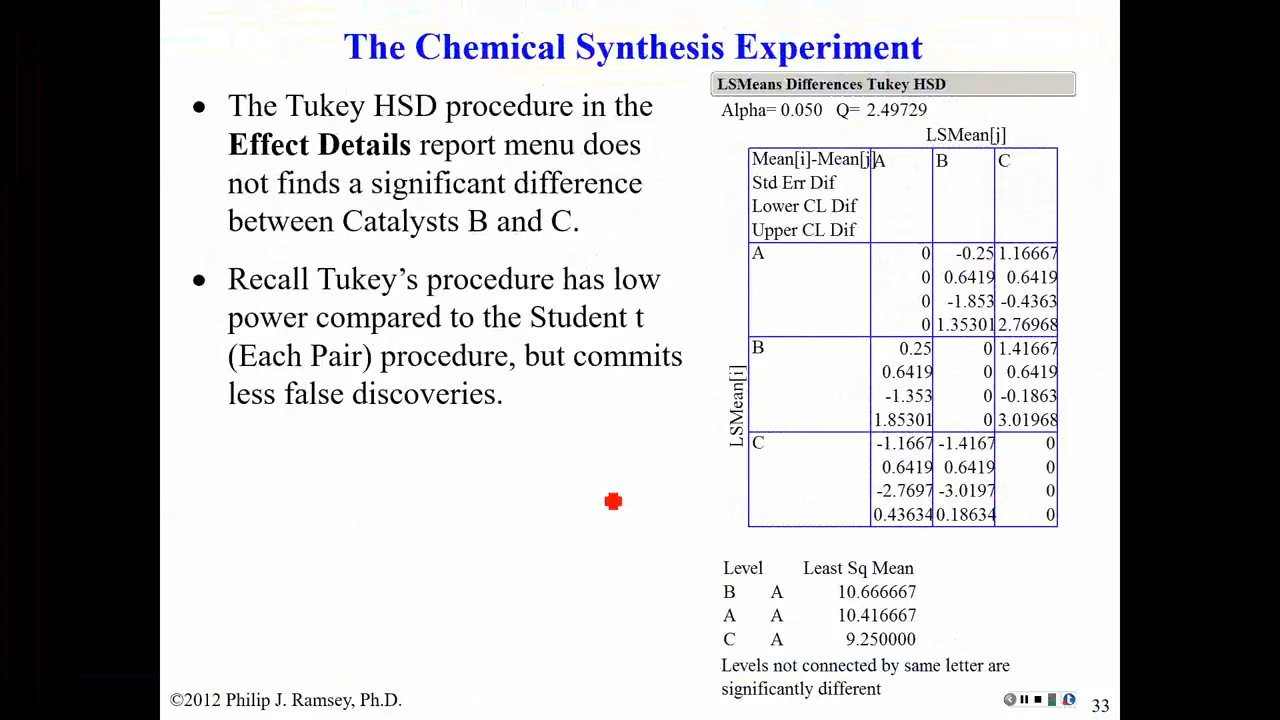 The Chemical Synthesis Experiment
• The Tukey HSD procedure in the
Effect Details report menu does
not finds a significant difference
between Catalysts B and C.
• Recall Tukey’s procedure has low
power compared to the Student t
(Each Pair) procedure, but commits
less false discoveries.
LSMeans Differences Tukey HSD
Alpha= 0.050 Q= 2.49729
LSMean[j]
Mean[i]-Mean[j] A B C
Std Err Dif
Lower CL Dif
Upper CL Dif
LSMean[i]
A 0 -0.25 1.16667
0 0.6419 0.6419
0 -1.853 -0.4363
0 1.35301 2.76968
B 0.25 0 1.41667
0.6419 0 0.6419
-1.353 0 -0.1863
1.85301 0 3.01968
C -1.1667 -1.4167 0
0.6419 0.6419 0
-2.7697 -3.0197 0
0.43634 0.18634 0
Level Least Sq Mean
B A 10.666667
A A 10.416667
C A 9.250000
Levels not connected by same letter are
significantly different
©2012 Philip J. Ramsey, Ph.D.
33